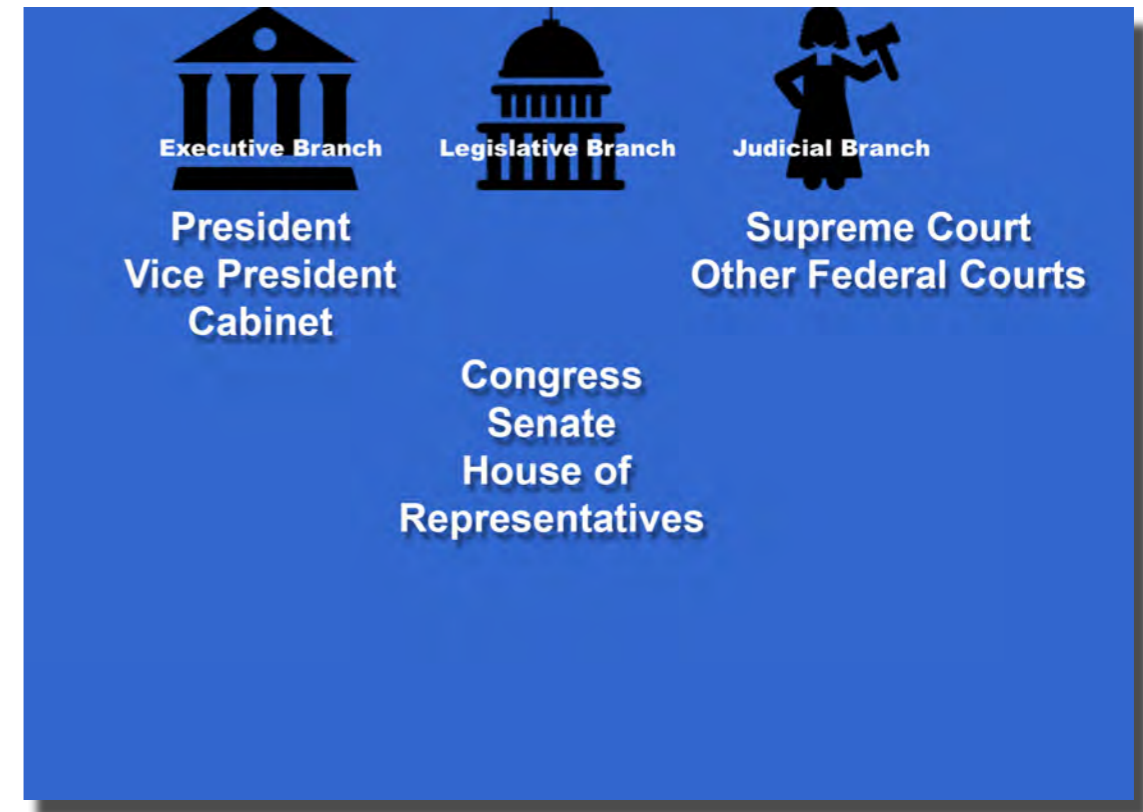 Executive Branch
Legislative Branch
Judicial Branch
President
Vice President
Cabinet
Congress
Senate
House of
Representatives
Supreme Court
Other Federal Courts